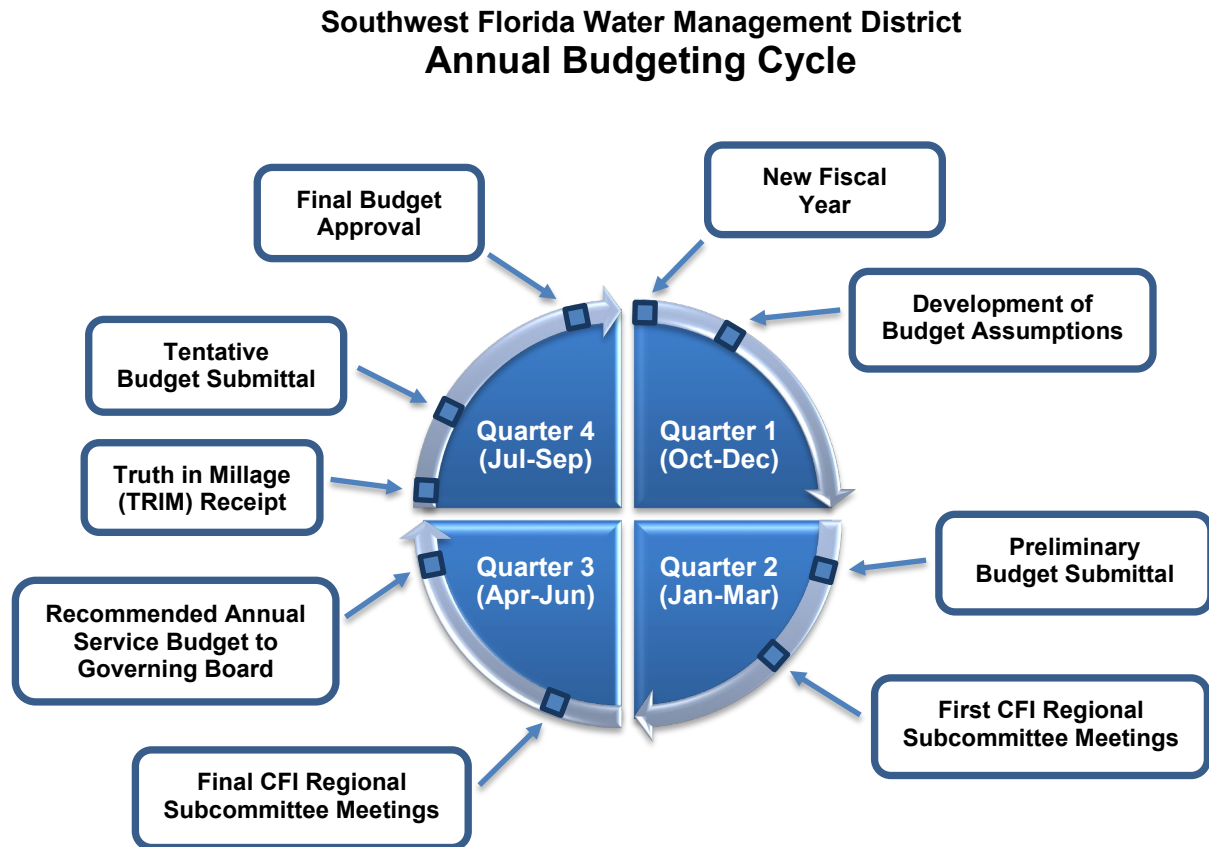 Southwest Florida Water Management District
Annual Budgeting Cycle
New Fiscal
Year
Development of
Budget Assumptions
Preliminary
Budget Submittal
First CFI Regional
Subcommittee Meetings
Final CFI Regional
Subcommittee Meetings
Recommended Annual
Service Budget to
Governing Board
Truth in Millage
(TRIM) Receipt
Tentative
Budget Submittal
Final Budget
Approval
Quarter 1
(Oct-Dec)
Quarter 2
(Jan-Mar)
Quarter 3
(Apr-Jun)
Quarter 4
(Jul-Sep)